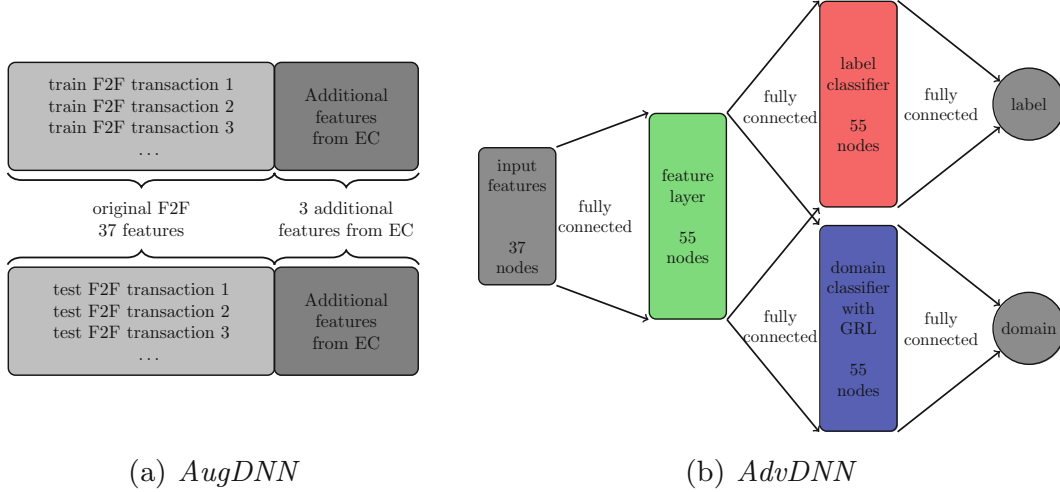 train F2F transaction 1
train F2F transaction 2
train F2F transaction 3
...
Additional
features
from EC
original F2F
37 features
3 additional
features from EC
test F2F transaction 1
test F2F transaction 2
test F2F transaction 3
...
Additional
features
from EC
(a) AugDNN
input
features
37
nodes
fully
connected
feature
layer
55
nodes
fully
connected
label
classifier
55
nodes
fully
connected
label
fully
connected
domain
classifier
with
GRL
55
nodes
fully
connected
domain
(b) AdvDNN